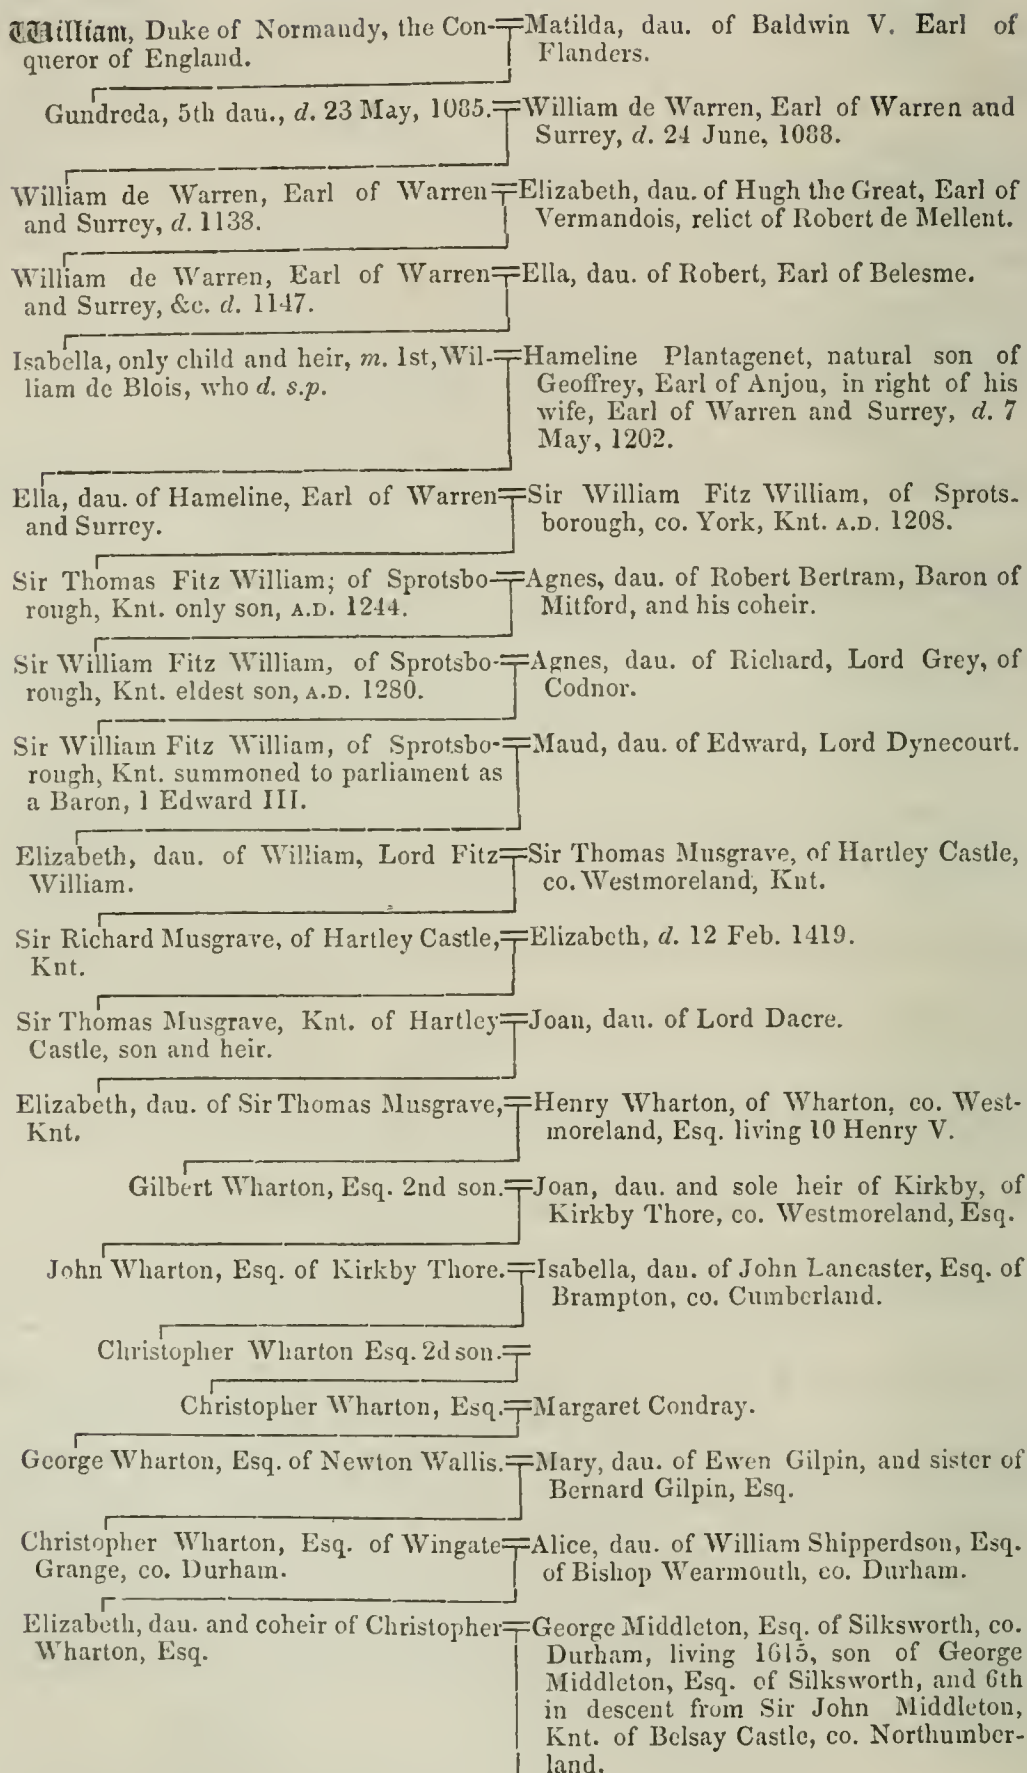 William, Duke of Normandy, the Con-
queror of England.
Matilda, dau. of Baldwin V. Earl of
Flanders.
Gundreda, 5th dau., d. 23 May, 1085.
William de Warren, Earl of Warren and
Surrey, d. 24 June, 1088.
William de Warren, Earl of Warren
and Surrey, d. 1138.
Elizabeth, dau. of Hugh the Great, Earl of
Vermandois, relict of Robert de Mellent.
William de Warren, Earl of Warren
and Surrey, &c. d. 1147.
Ella, dau. of Robert, Earl of Belesme.
Isabella, only child and heir, m. 1st, Wil-
liam de Blois, who d. s.p.
Hameline Plantagenet, natural son of
Geoffrey, Earl of Anjou, in right of his
wife, Earl of Warren and Surrey, d. 7
May, 1202.
Ella, dau. of Hameline, Earl of Warren
and Surrey.
Sir William Fitz William, of Sprots-
borough, co. York, Knt. A.D. 1208.
Sir Thomas Fitz William; of Sprotsbo-
rough, Knt. only son, A.D. 1244.
Agnes, dau. of Robert Bertram, Baron of
Mitford, and his coheir.
Sir William Fitz William, of Sprotsbo-
rough, Knt. eldest son, A.D. 1280.
Agnes, dau. of Richard, Lord Grey, of
Codnor.
Sir William Fitz William, of Sprotsbo-
rough, Knt. summoned to parliament as
a Baron, 1 Edward III.
Maud, dau. of Edward, Lord Dynecourt.
Elizabeth, dau. of William, Lord Fitz
William.
Sir Thomas Musgrave, of Hartley Castle,
co. Westmoreland, Knt.
Sir Richard Musgrave, of Hartley Castle,
Knt.
Elizabeth, d. 12 Feb. 1419.
Sir Thomas Musgrave, Knt. of Hartley
Castle, son and heir.
Joan, dau. of Lord Dacre.
Elizabeth, dau. of Sir Thomas Musgrave,
Knt.
Henry Wharton, of Wharton, co. West-
moreland, Esq. living 10 Henry V.
Gilbert Wharton, Esq. 2nd son.
Joan, dau. and sole heir of Kirkby, of
Kirkby Thore, co. Westmoreland, Esq.
John Wharton, Esq. of Kirkby Thore.
Isabella, dau. of John Lancaster, Esq. of
Brampton, co. Cumberland.
Christopher Wharton Esq. 2d son.
Christopher Wharton, Esq.
Margaret Condray.
George Wharton, Esq. of Newton Wallis.
Mary, dau. of Ewen Gilpin, and sister of
Bernard Gilpin, Esq.
Christopher Wharton, Esq. of Wingate
Grange, co. Durham.
Alice, dau. of William Shipperdson, Esq.
of Bishop Wearmouth, co. Durham.
Elizabeth, dau. and coheir of Christopher
Wharton, Esq.
George Middleton, Esq. of Silksworth, co.
Durham, living 1615, son of George
Middleton, Esq. of Silksworth, and 6th
in descent from Sir John Middleton,
Knt. of Belsay Castle, co. Northumber-
land.